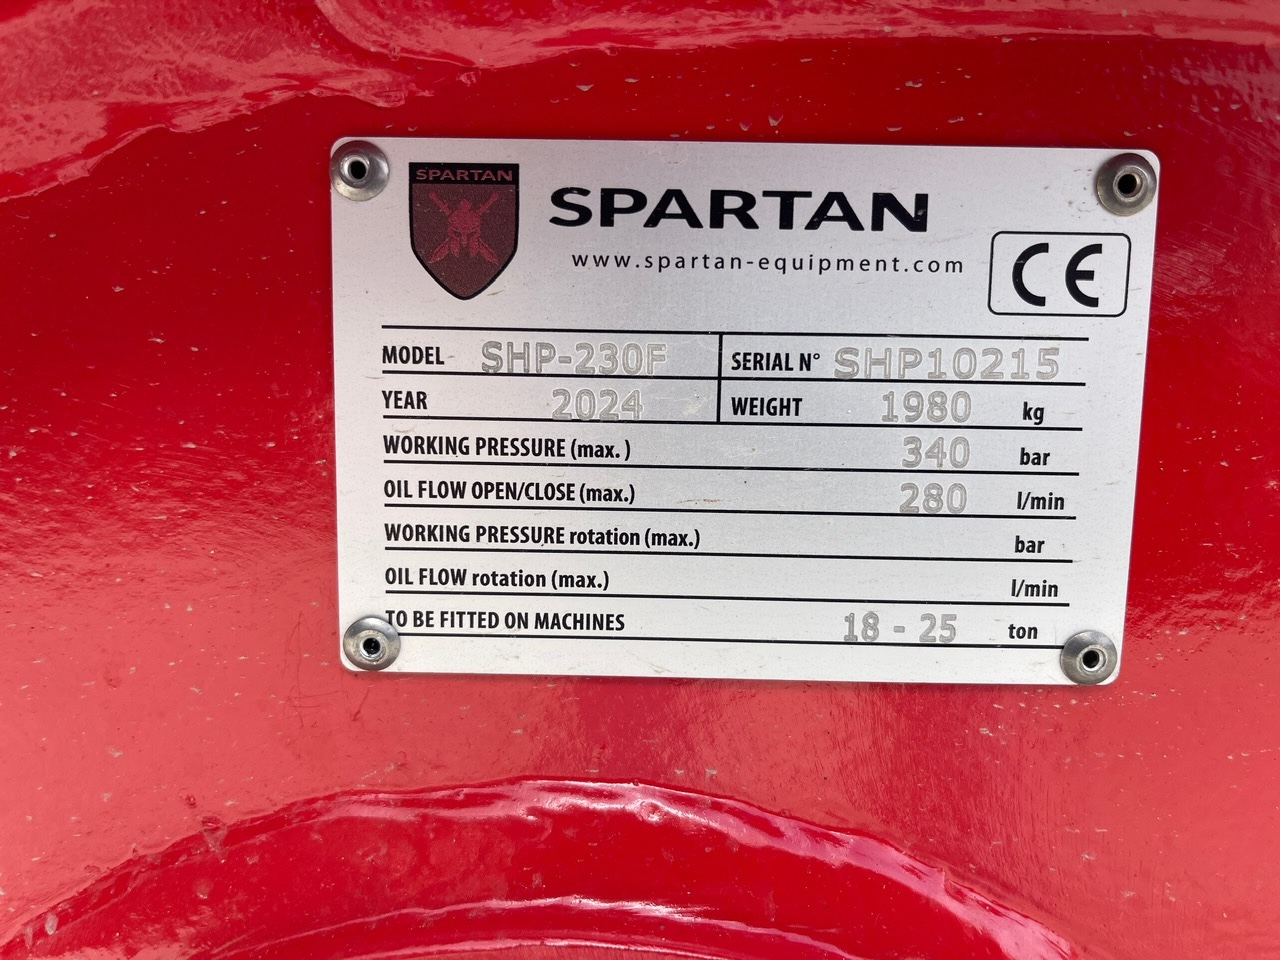 SPARTAN
SPARTAN
www.spartan-equipment.com
CE
MODEL SHP-230F SERIAL N° SHP10215
YEAR 2024 WEIGHT 1980 kg
WORKING PRESSURE (max. ) 340 bar
OIL FLOW OPEN/CLOSE (max.) 280 l/min
WORKING PRESSURE rotation (max.) bar
OIL FLOW rotation (max.) l/min
TO BE FITTED ON MACHINES 18 - 25 ton